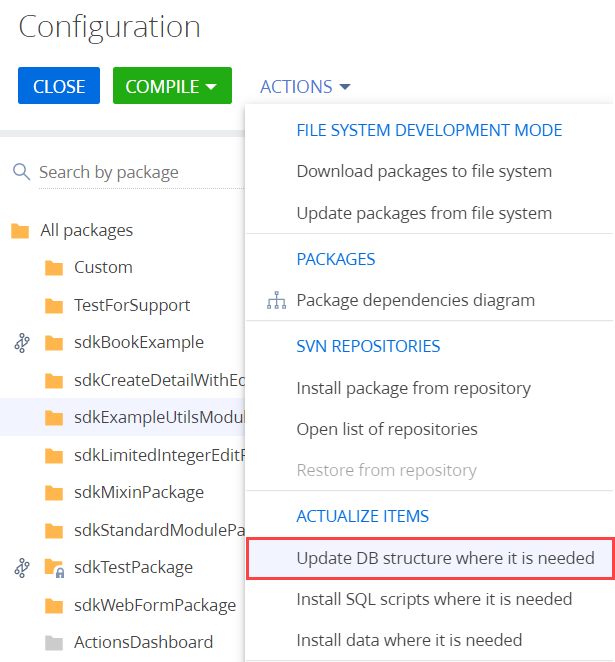 Configuration
CLOSE
COMPILE
ACTIONS
Search by package
All packages
Custom
TestForSupport
sdkBookExample
sdkCreateDetailWithEd
sdkExampleUtilsModul
sdkLimitedIntegerEditF
sdkMixinPackage
sdkStandardModulePa
sdkTestPackage
sdkWebFormPackage
ActionsDashboard
FILE SYSTEM DEVELOPMENT MODE
Download packages to file system
Update packages from file system
PACKAGES
Package dependencies diagram
SVN REPOSITORIES
Install package from repository
Open list of repositories
Restore from repository
ACTUALIZE ITEMS
Update DB structure where it is needed
Install SQL scripts where it is needed
Install data where it is needed